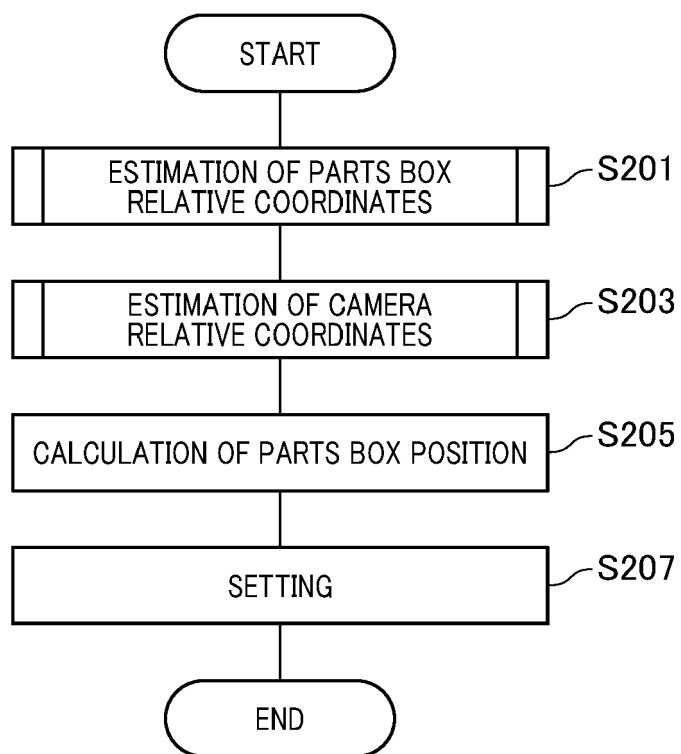 START
ESTIMATION OF PARTS BOX
RELATIVE COORDINATES
S201
ESTIMATION OF CAMERA
RELATIVE COORDINATES
S203
CALCULATION OF PARTS BOX POSITION
S205
SETTING
S207
END